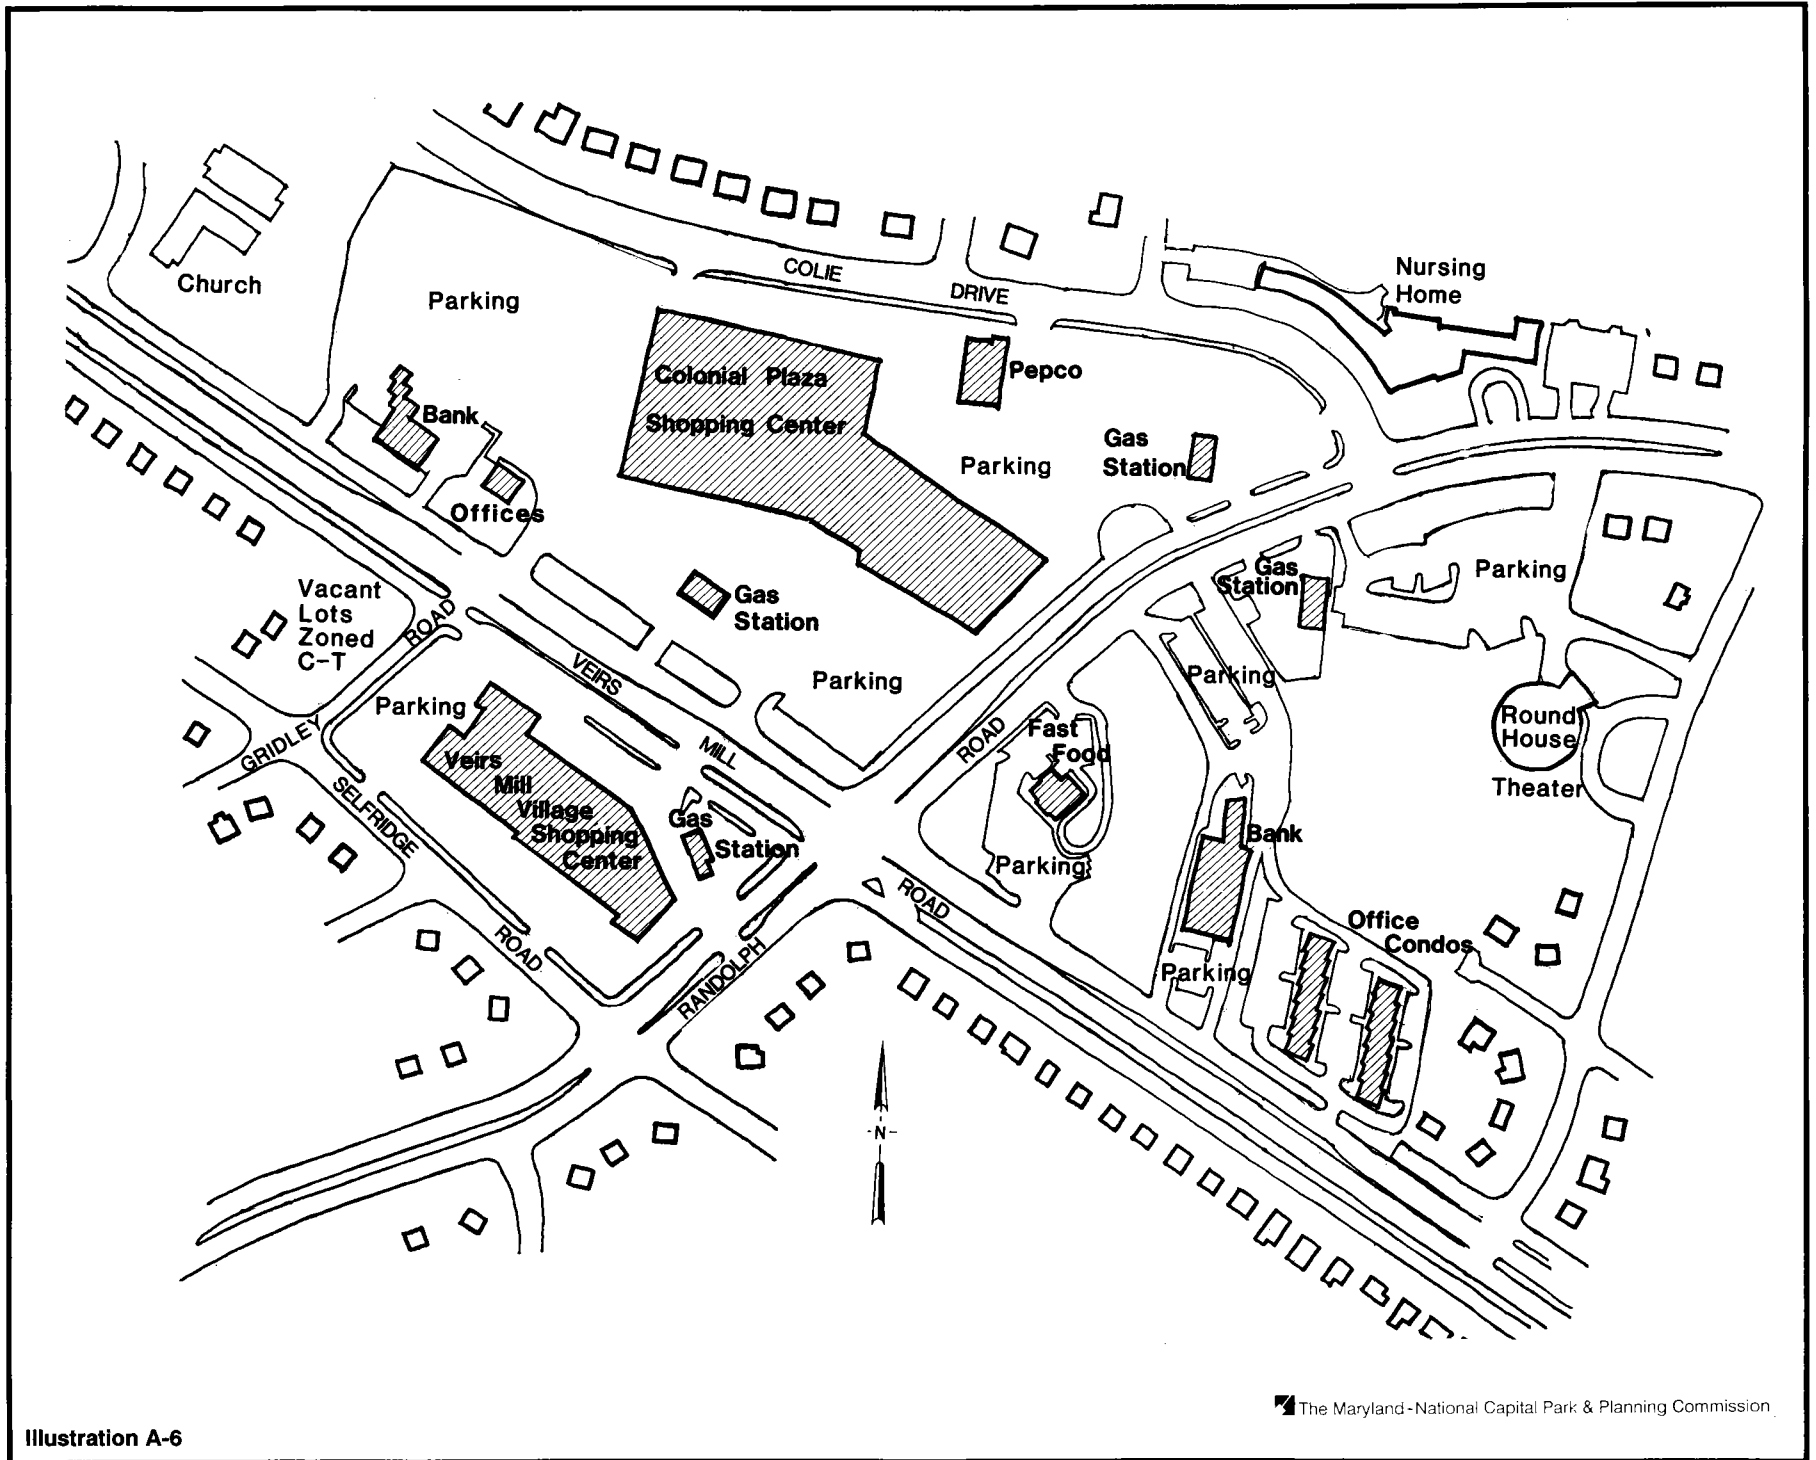 COLIE
DRIVE
Nursing
Home
Church
Parking
Colonial Plaza
Shopping Center
Pepco
Bank
Gas
Station
Parking
Offices
Gas
Station
Parking
Vacant
Lots
Zoned
C-T
ROAD
Gas
Station
VEIRS
Parking
Parking
Round
House
Theater
Parking
GRIDLEY
Veirs
Mill
Village
Shopping
Center
MILL
ROAD
Fast
Food
SELFRIDGE
Gas
Station
Bank
Parking
ROAD
Office
Condos
ROAD
RANDOLPH
Parking
-N-
The Maryland-National Capital Park & Planning Commission
Illustration A-6